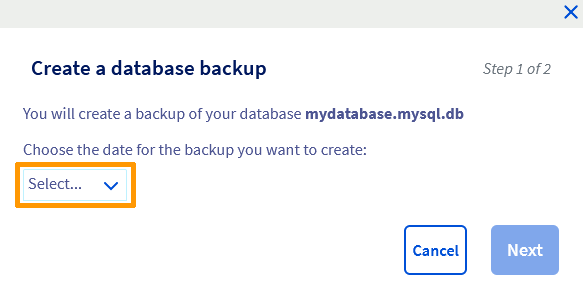 Create a database backup
Step 1 of 2
You will create a backup of your database mydatabase.mysql.db
Choose the date for the backup you want to create:
Select...
Cancel
Next